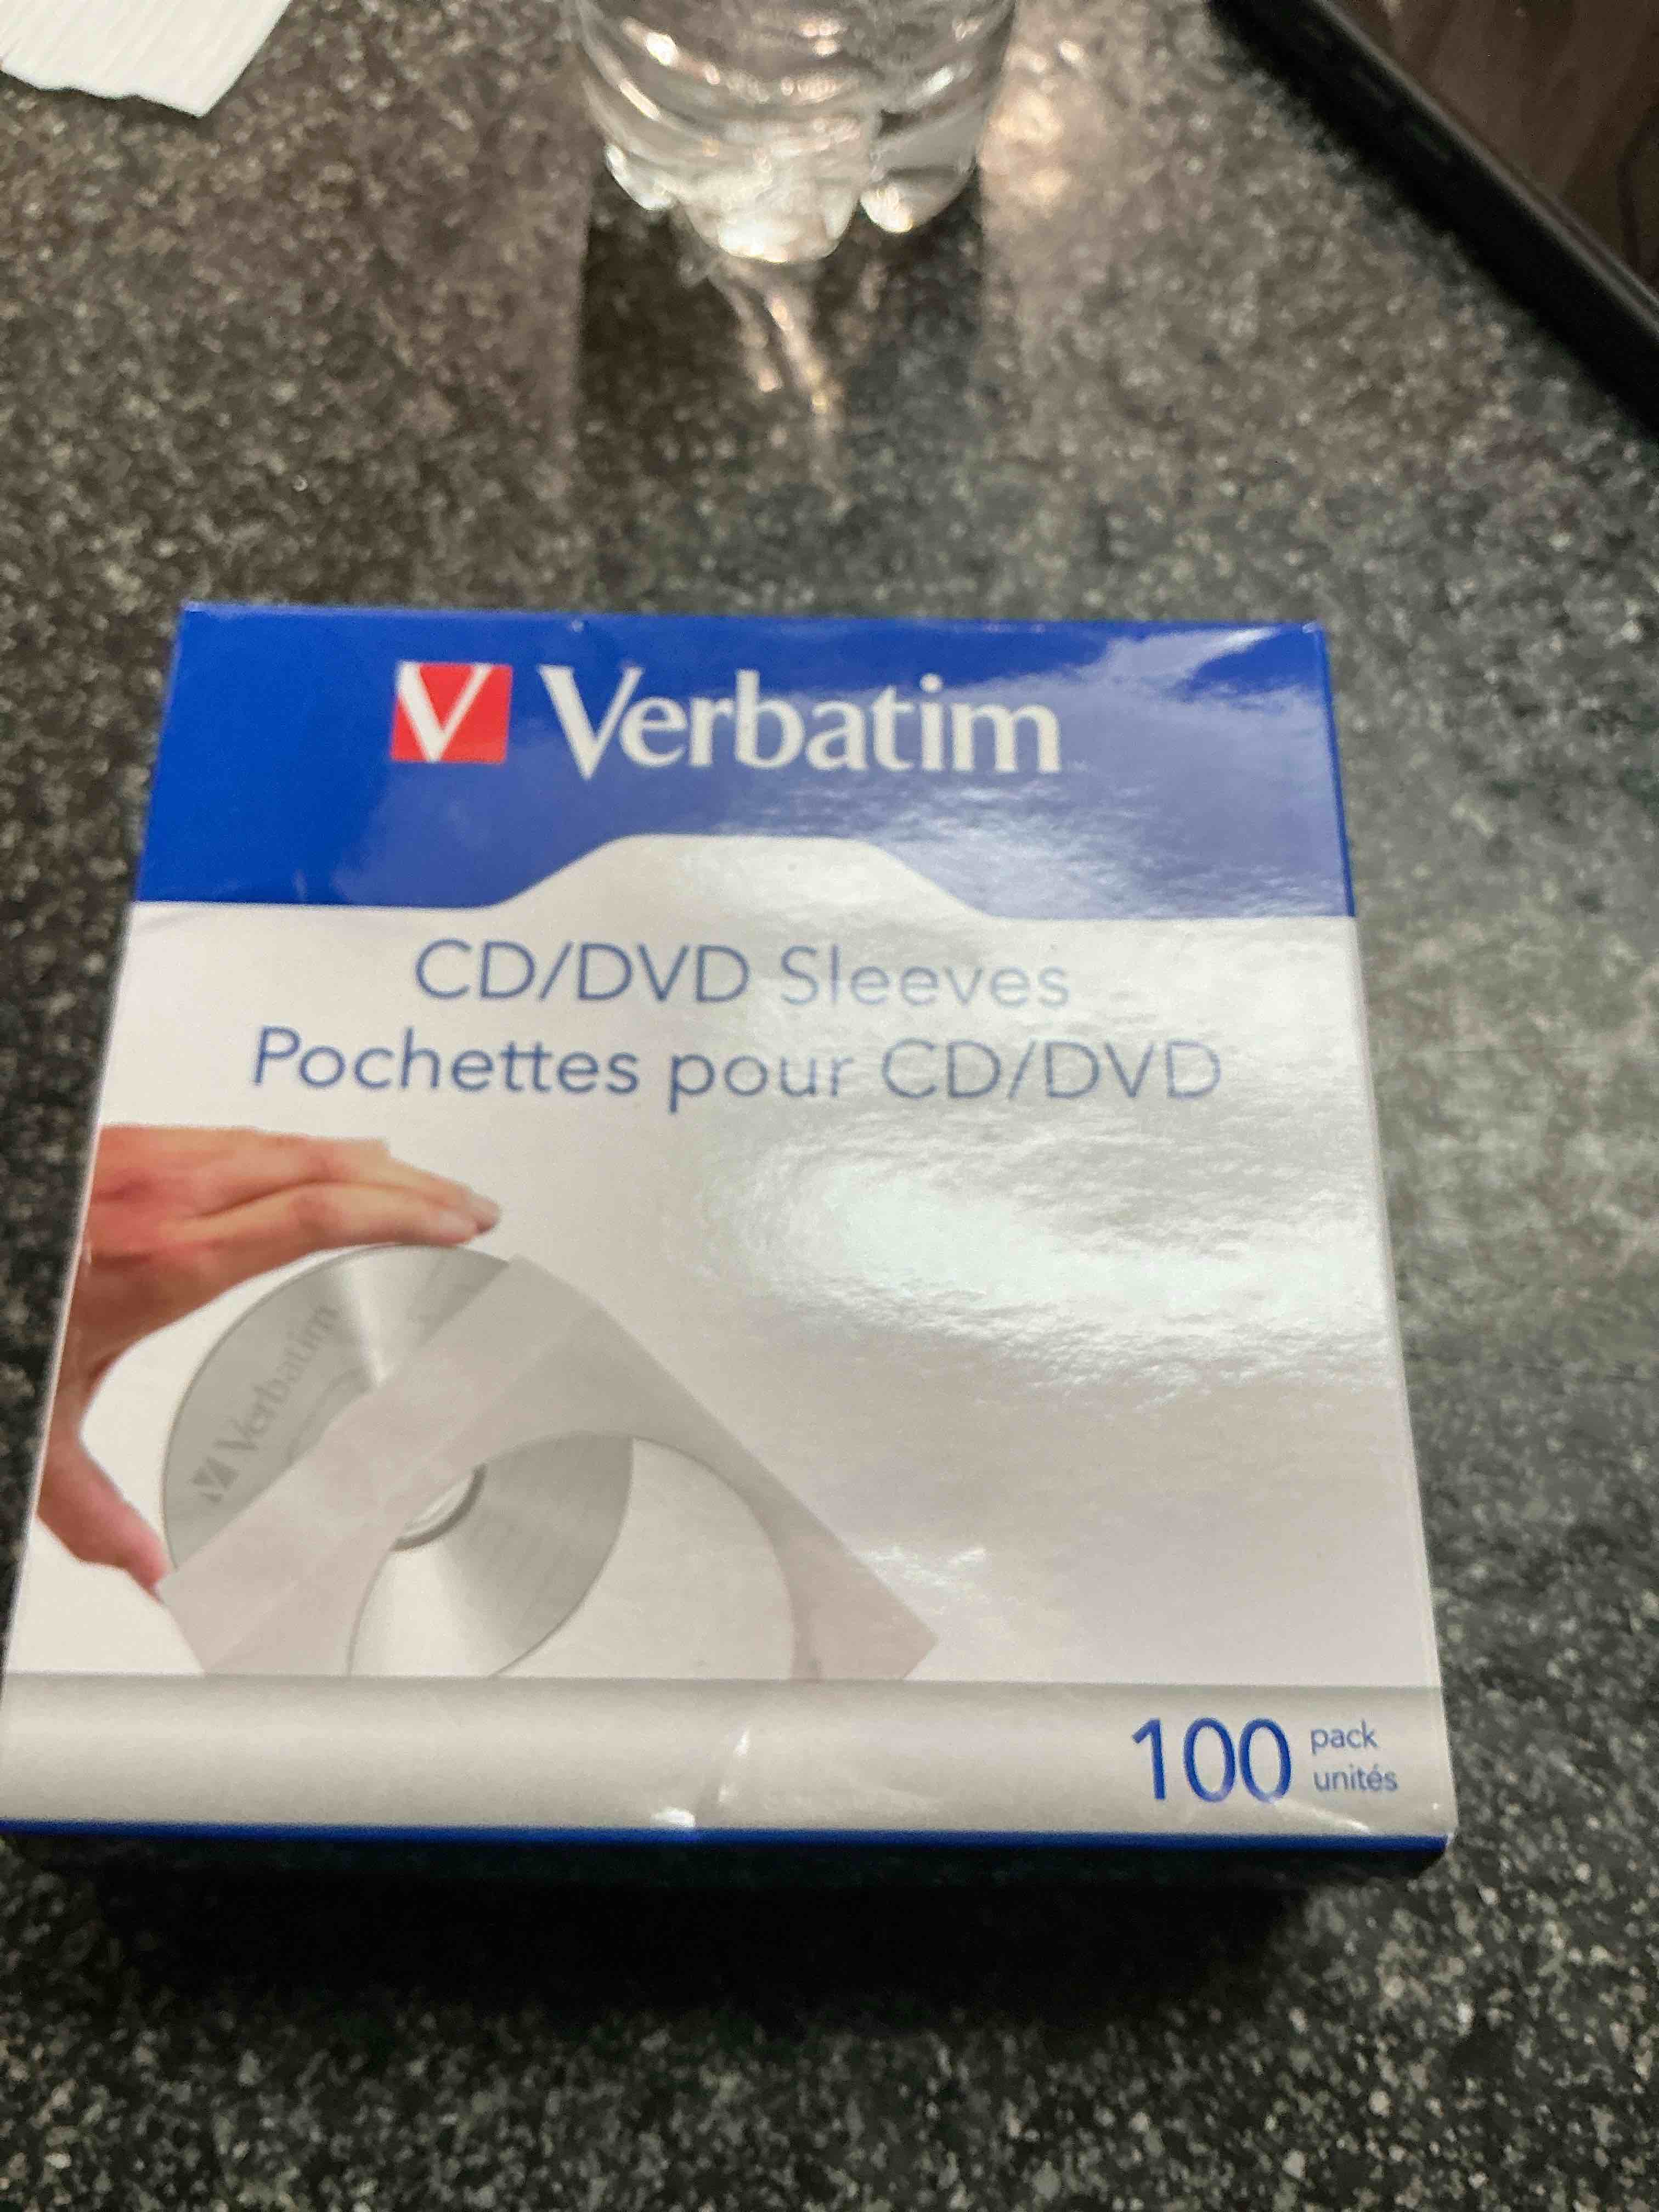 Verbatim
CD/DVD Sleeves
Pochettes pour CD/DVD
Verbatim
100 pack
unités